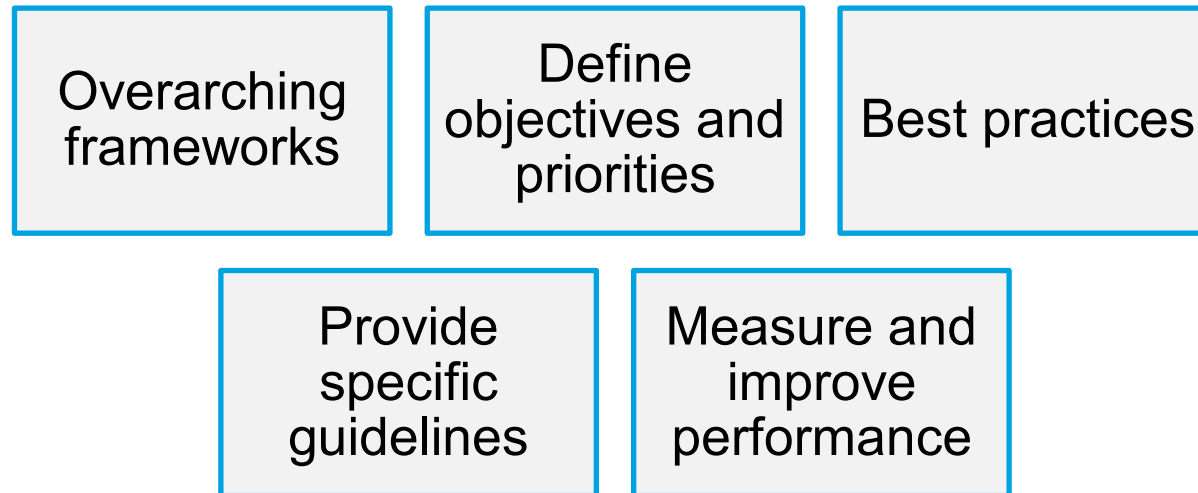 Overarching
frameworks
Define
objectives and
priorities
Best practices
Provide
specific
guidelines
Measure and
improve
performance